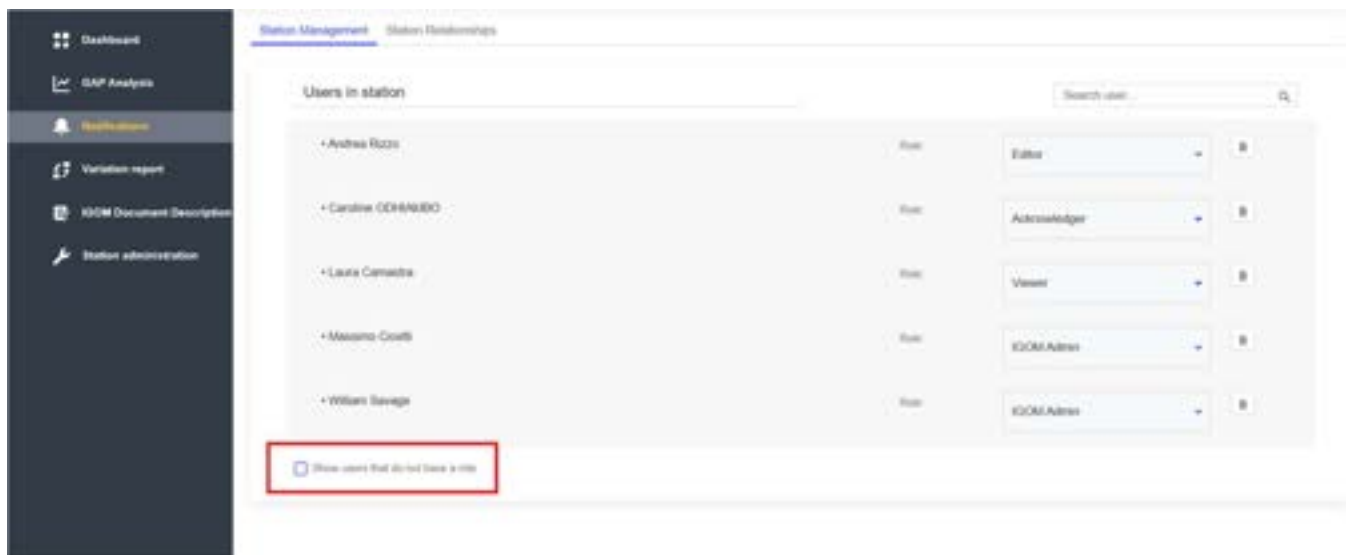 Dashboard
GAP Analysis
Notifications
Variation report
IGOM Document Description
Station administration
Station Management Station Relationships
Users in station
Search user...
• Andrea Rizzo Role: Editor
• Caroline ODHIAMBO Role: Acknowledger
• Laura Camastra Role: Viewer
• Massimo Role: IGOM Admin
• William Savage Role: IGOM Admin
Show users that do not have a role